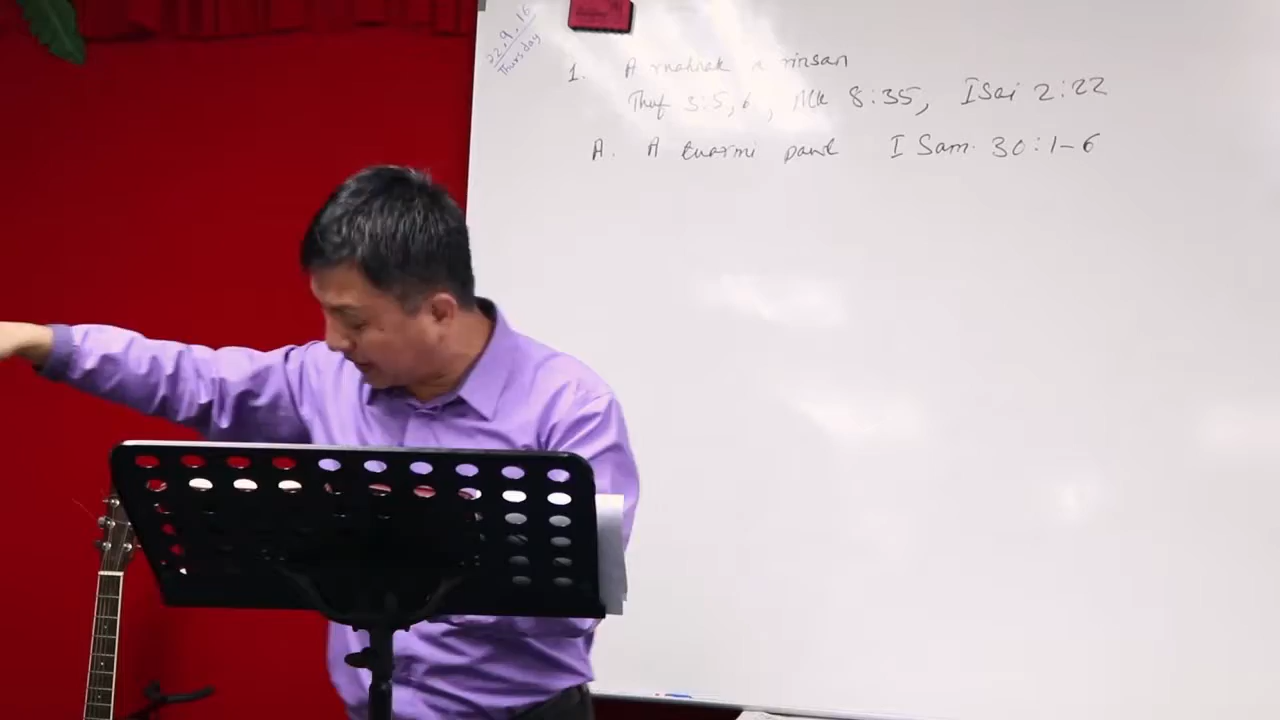 22.9.16
Thursday
1. A rnahnak a rinsan
Thuf 3:5,6, Mk 8:35, ISai 2:22
A. A tuarmi pawl I Sam. 30:1-6